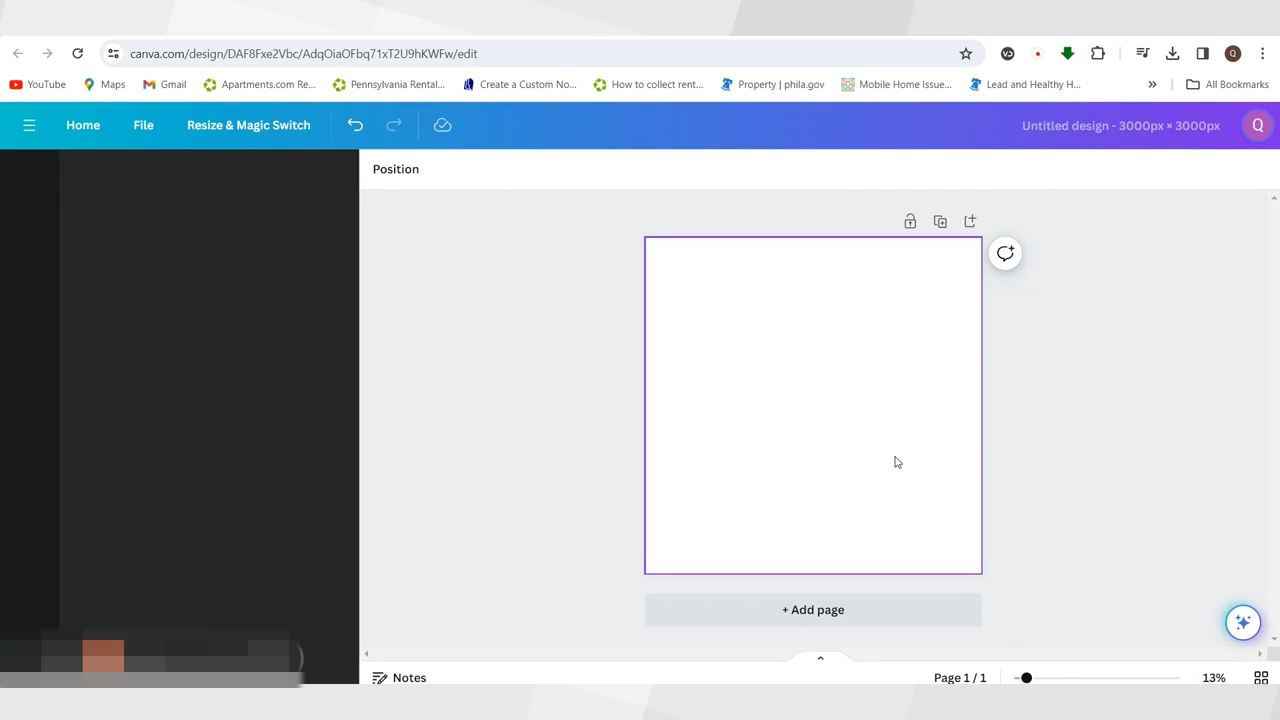 canva.com/design/DAF8Fxe2Vbc/AdqOiaOFbq71xT2U9hKWFw/edit
YouTube Maps Gmail Apartments.com Re... Pennsylvania Rental... Create a Custom No... How to collect rent... Property | phila.gov Mobile Home Issue... Lead and Healthy H... » All Bookmarks
Home File Resize & Magic Switch Untitled design - 3000px × 3000px Q
Position
+ Add page
Notes Page 1 / 1 13%